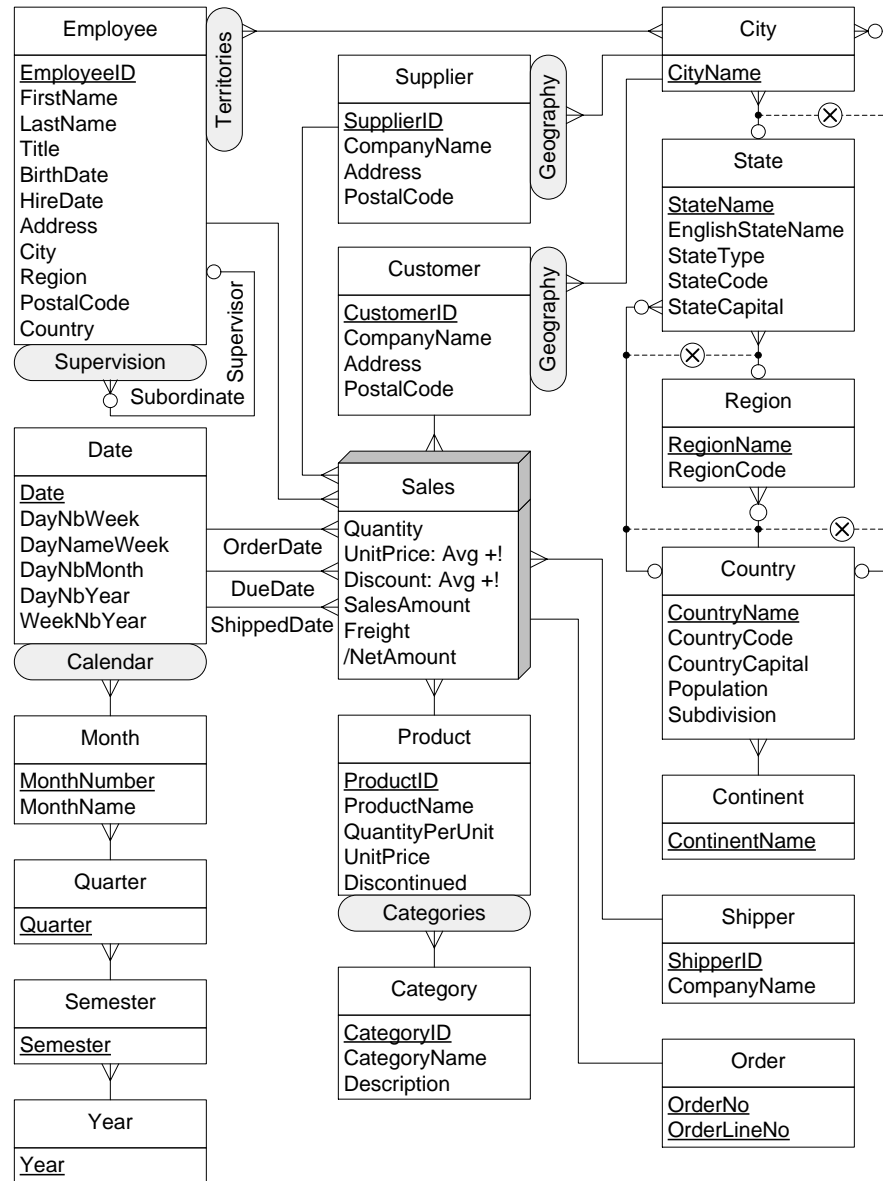 Employee
EmployeeID
FirstName
LastName
Title
BirthDate
HireDate
Address
City
Region
PostalCode
Country
Supervision
Territories
Supervisor
Subordinate
Supplier
SupplierID
CompanyName
Address
PostalCode
Geography
Customer
CustomerID
CompanyName
Address
PostalCode
Geography
City
CityName
State
StateName
EnglishStateName
StateType
StateCode
StateCapital
Region
RegionName
RegionCode
Country
CountryName
CountryCode
CountryCapital
Population
Subdivision
Continent
ContinentName
Date
Date
DayNbWeek
DayNameWeek
DayNbMonth
DayNbYear
WeekNbYear
Calendar
OrderDate
DueDate
ShippedDate
Sales
Quantity
UnitPrice: Avg +!
Discount: Avg +!
SalesAmount
Freight
/NetAmount
Month
MonthNumber
MonthName
Quarter
Quarter
Semester
Semester
Year
Year
Product
ProductID
ProductName
QuantityPerUnit
UnitPrice
Discontinued
Categories
Category
CategoryID
CategoryName
Description
Shipper
ShipperID
CompanyName
Order
OrderNo
OrderLineNo